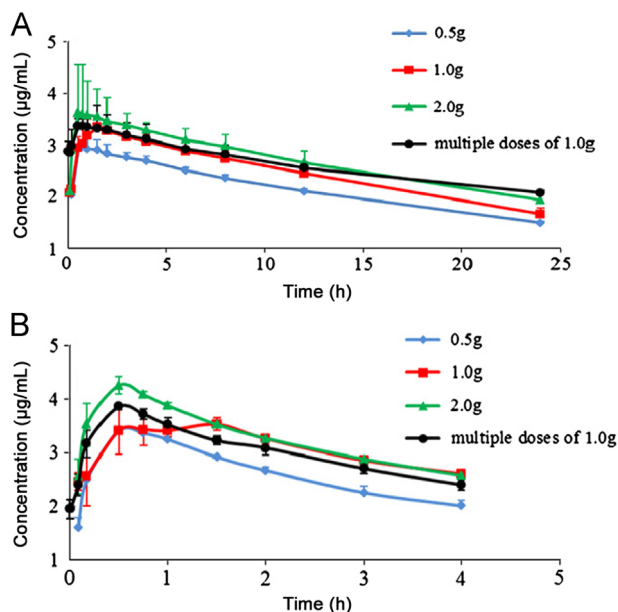 A
5
4
3
2
1
Concentration (µg/mL)
0.5g
1.0g
2.0g
multiple doses of 1.0g
0 5 10 15 20 25
Time (h)
B
5
4
3
2
1
Concentration (µg/mL)
0.5g
1.0g
2.0g
multiple doses of 1.0g
0 1 2 3 4 5
Time (h)